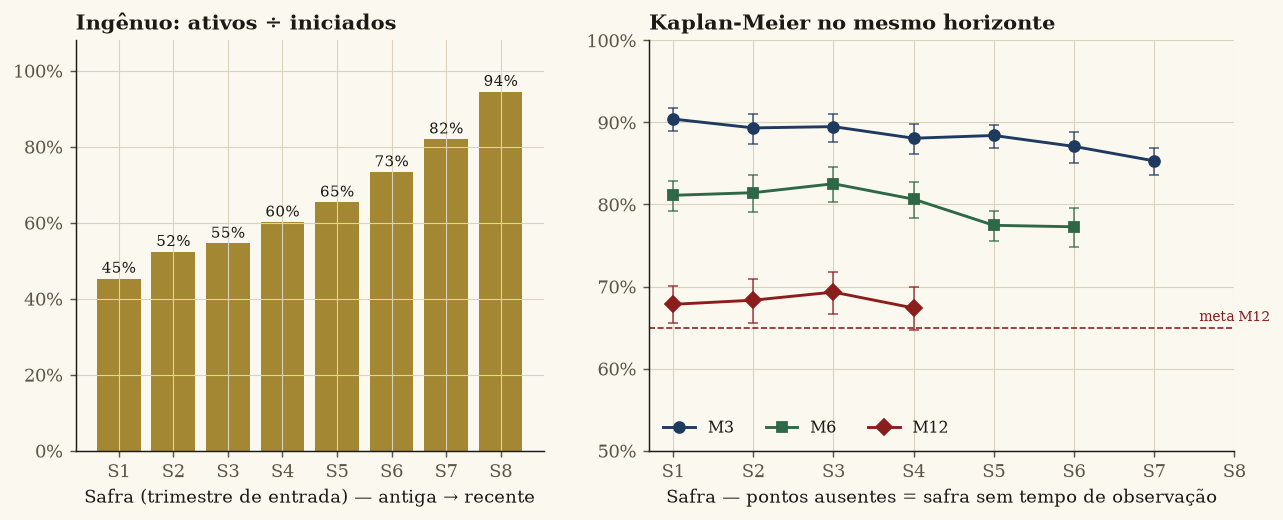 Ingênuo: ativos ÷ iniciados
100%
80%
60%
40%
20%
0%
45%
52%
55%
60%
65%
73%
82%
94%
S1 S2 S3 S4 S5 S6 S7 S8
Safra (trimestre de entrada) — antiga → recente
Kaplan-Meier no mesmo horizonte
100%
90%
80%
70%
60%
50%
meta M12
M3 M6 M12
S1 S2 S3 S4 S5 S6 S7 S8
Safra — pontos ausentes = safra sem tempo de observação